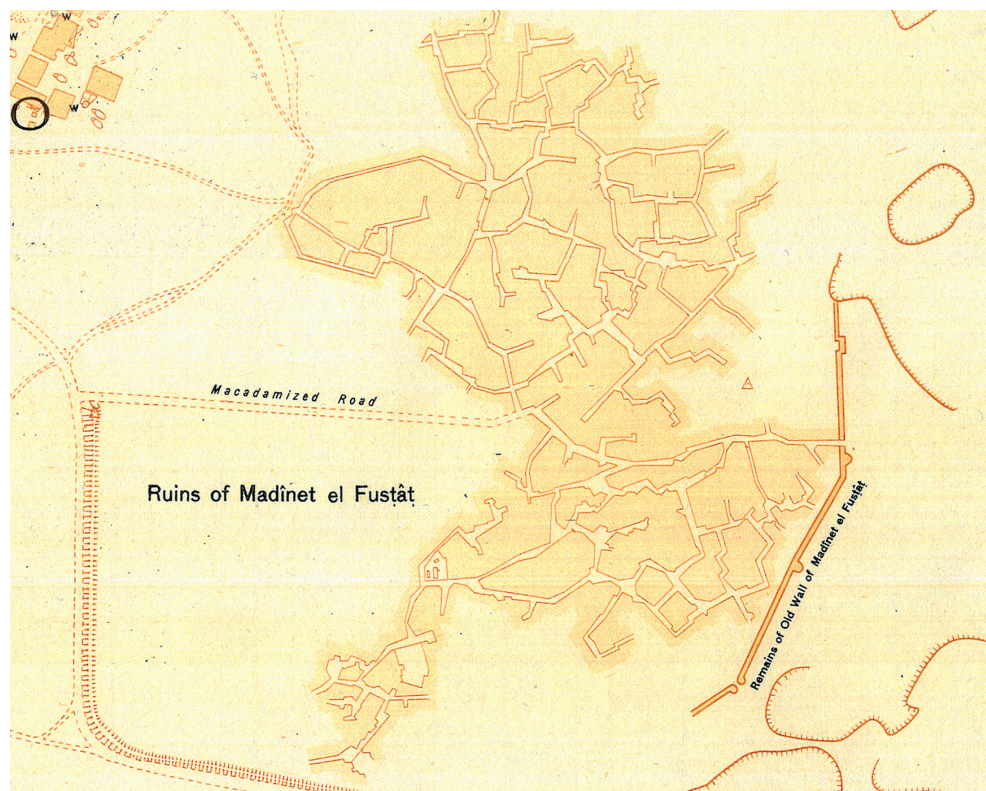 W
W
W
O
Macadamized Road
Ruins of Madînet el Fusṭâṭ
Remains of Old Wall of Madînet el Fusṭâṭ